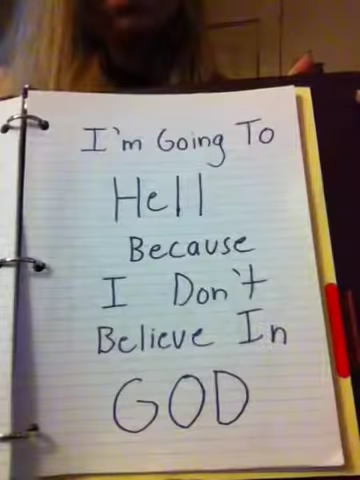 I'm Going To
Hell
Because
I Don't
Believe In
GOD